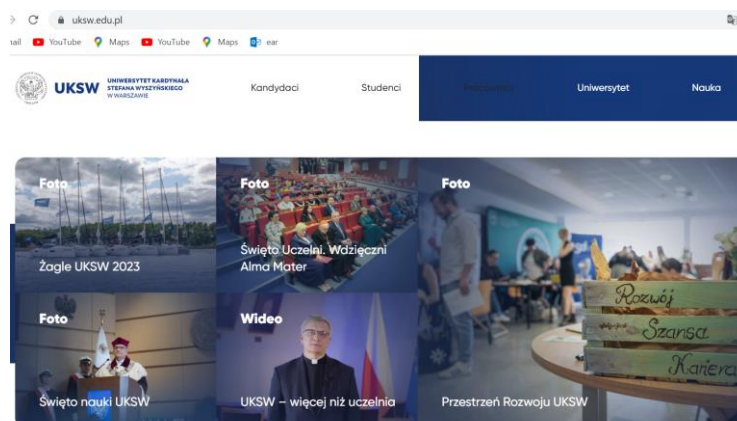 uksw.edu.pl
YouTube
Maps
YouTube
Maps
ear
UKSW
UNIWERSYTET KARDYNAŁA
STEFANA WYSZYŃSKIEGO
W WARSZAWIE
Kandydaci
Studenci
Pracownicy
Uniwersytet
Nauka
Foto
Żagle UKSW 2023
Foto
Święto Uczelni. Wdzięczni
Alma Mater
Foto
Rozwój
Szansa
Kariera
Przestrzeń Rozwoju UKSW
Foto
Święto nauki UKSW
Wideo
UKSW – więcej niż uczelnia